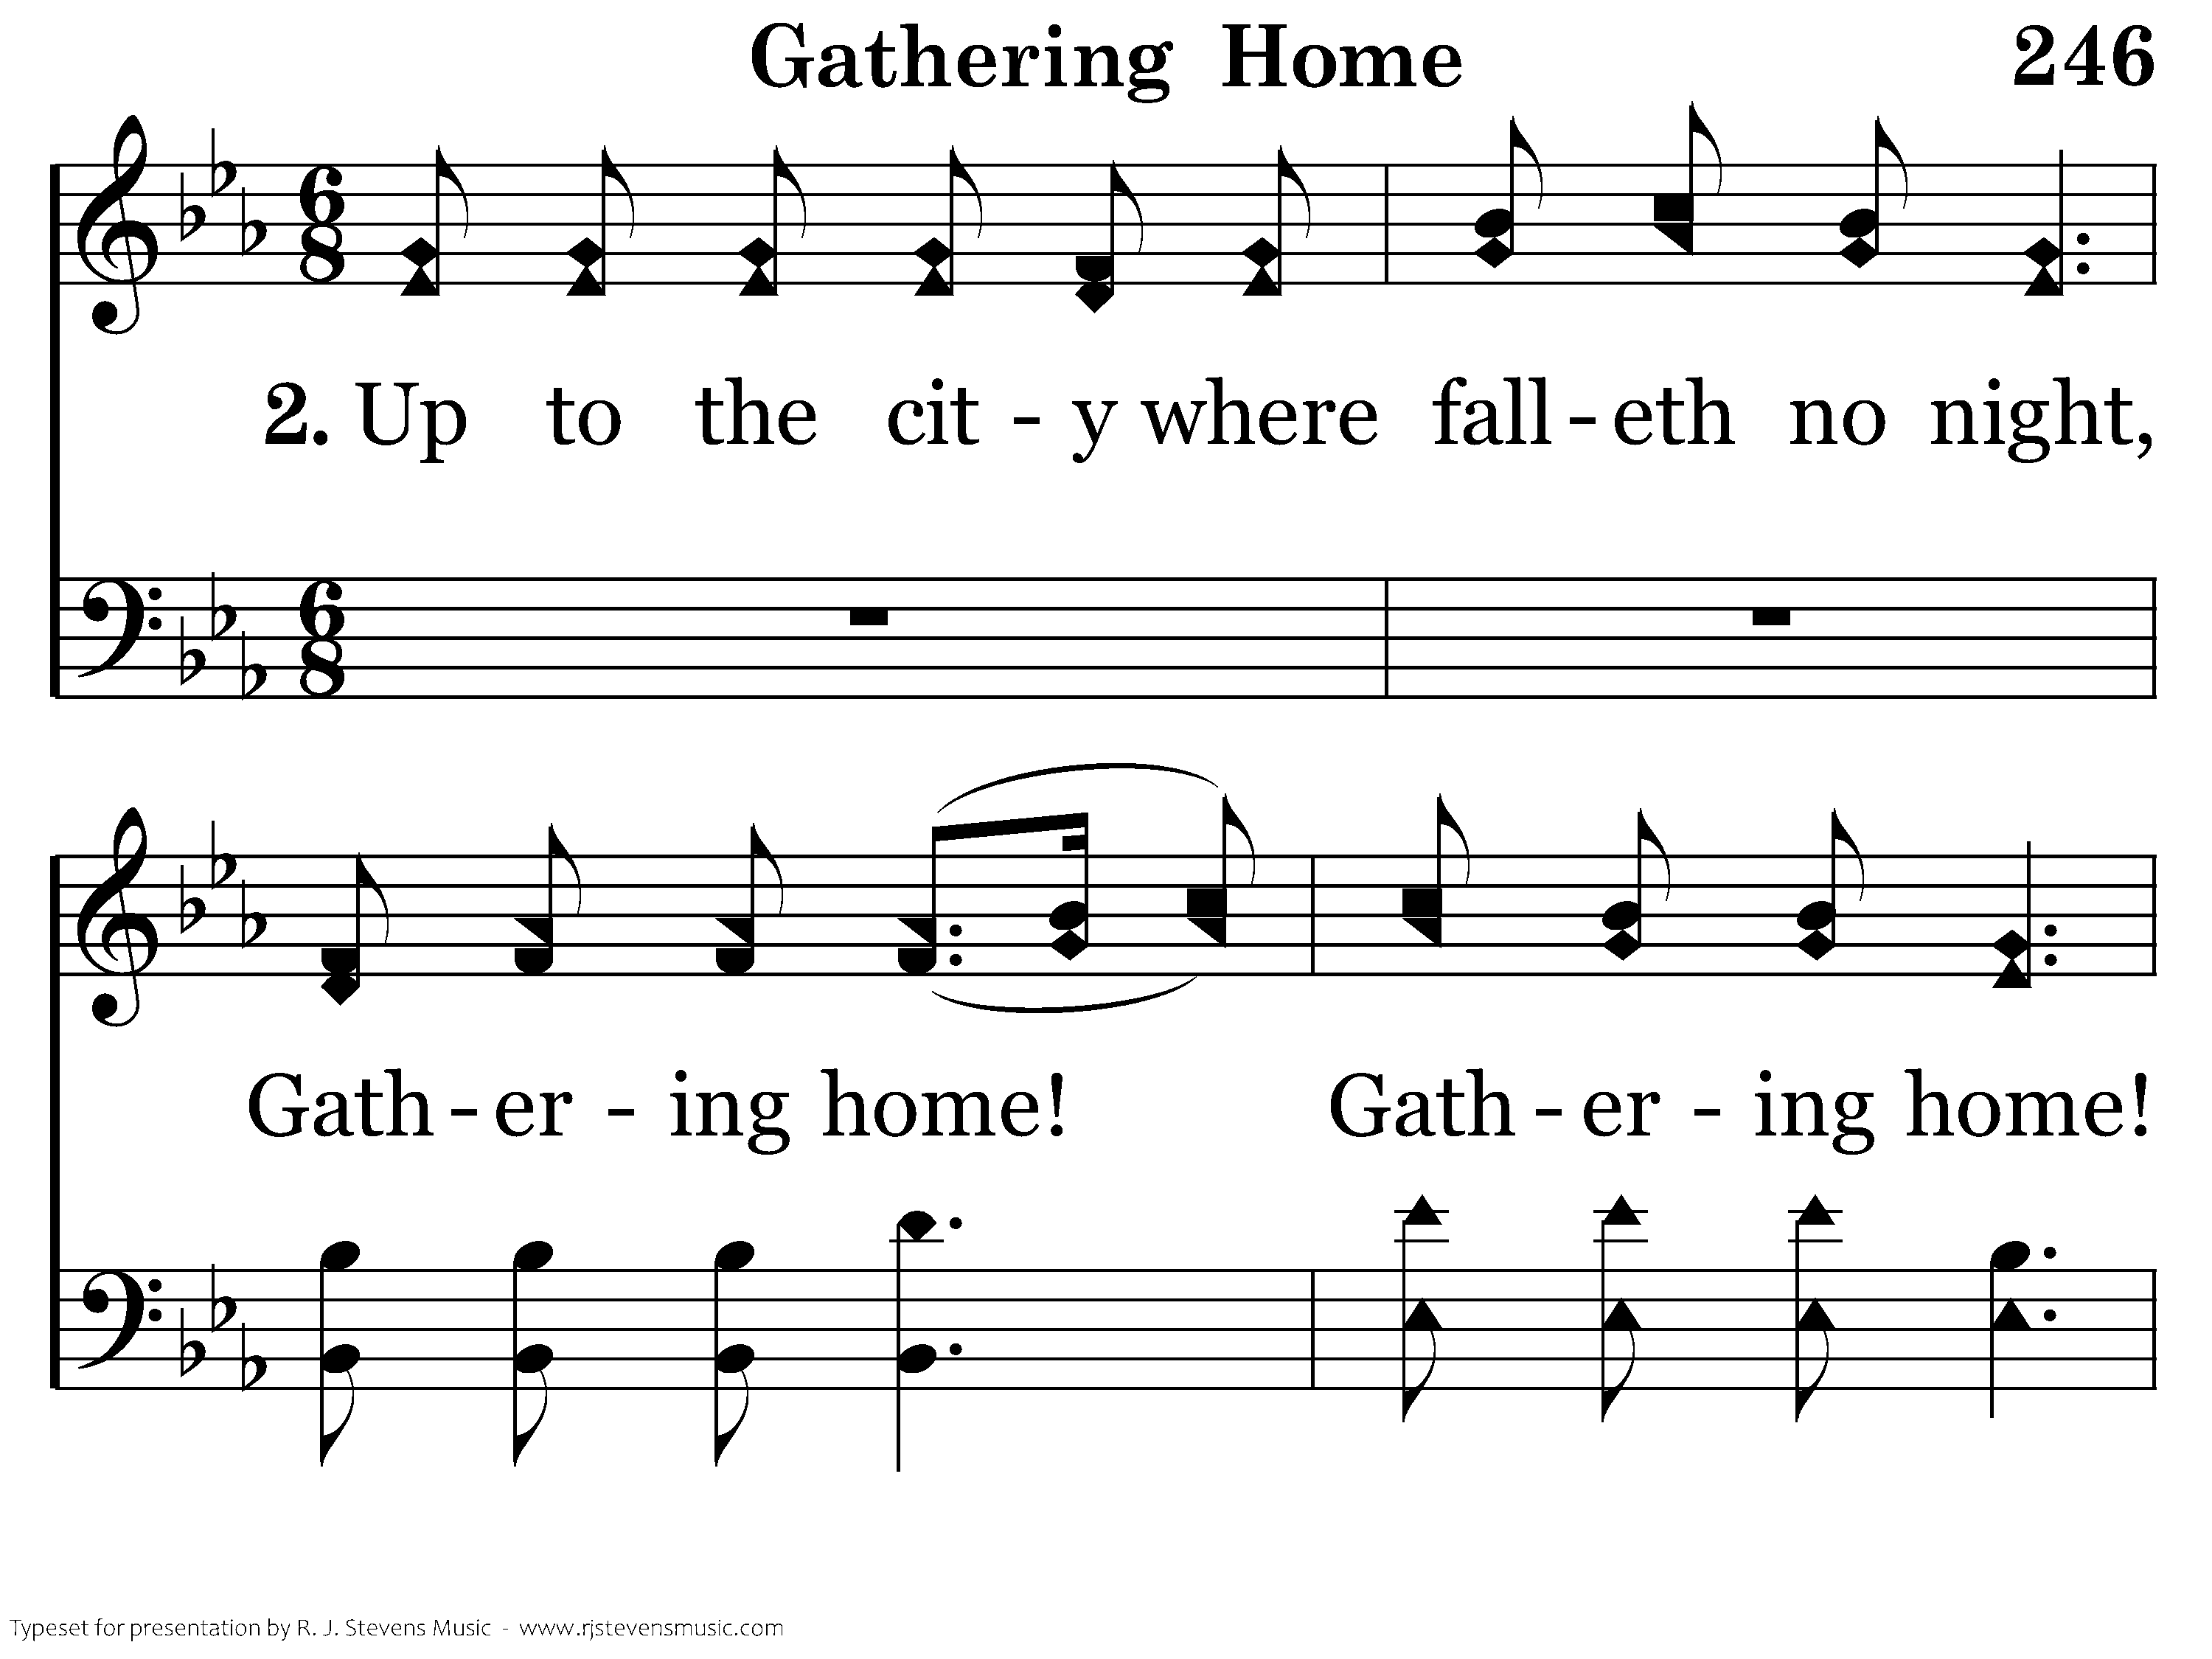 Gathering Home 246
2. Up to the cit - y where fall - eth no night,
Gath - er - ing home! Gath - er - ing home!
Typeset for presentation by R. J. Stevens Music - www.rjstevensmusic.com